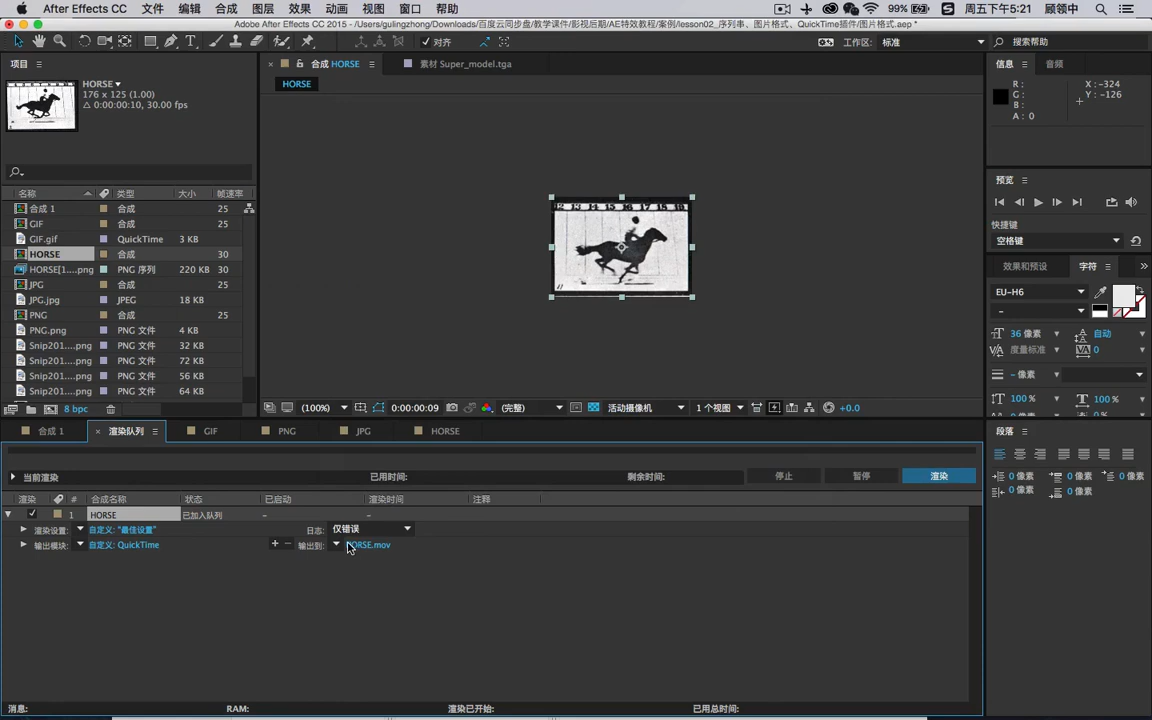 After Effects CC 文件 编辑 合成 图层 效果 动画 视图 窗口 帮助 99% 周五下午5:21 顾领中
Adobe After Effects CC 2015 - /Users/gulingzhong/Downloads/百度云同步盘/教学课件/影视后期/AE特效教程/案例/lesson02_序列串、图片格式、QuickTime插件/图片格式.aep *
对齐 工作区: 标准 搜索帮助
项目
HORSE
176 x 125 (1.00)
Δ 0:00:00:10, 30.00 fps
名称 类型 大小 帧速率
合成 1 合成 25
GIF 合成 25
GIF.gif QuickTime 3 KB
HORSE 合成 30
HORSE[1....png PNG 序列 220 KB 30
JPG 合成 25
JPG.jpg JPEG 18 KB
PNG 合成 25
PNG.png PNG 文件 4 KB
Snip201....png PNG 文件 32 KB
Snip201....png PNG 文件 72 KB
Snip201....png PNG 文件 56 KB
Snip201....png PNG 文件 64 KB
8 bpc
合成 HORSE 素材 Super_model.tga
HORSE
12 13 14 15 16 17 18
(100%) 0:00:00:09 (完整) 活动摄像机 1 个视图 +0.0
信息 音频
R :
G :
B :
A : 0
X : -324
Y : -126
预览
快捷键
空格键
效果和预设 字符
EU-H6
-
36 像素 自动
度量标准 0
- 像素
100% 100%
段落
0 像素 0 像素 0 像素
0 像素 0 像素
合成 1 渲染队列 GIF PNG JPG HORSE
当前渲染 已用时间: 剩余时间: 停止 暂停 渲染
渲染 # 合成名称 状态 已启动 渲染时间 注释
1 HORSE 已加入队列 - -
渲染设置: 自定义: "最佳设置" 日志: 仅错误
输出模块: 自定义: QuickTime + - 输出到: HORSE.mov
消息: RAM: 渲染已开始: 已用总时间: